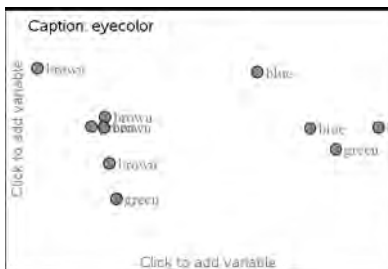 Caption: eyecolor
brown
blue
brown
brown
blue
green
brown
green
Click to add variable
Click to add variable